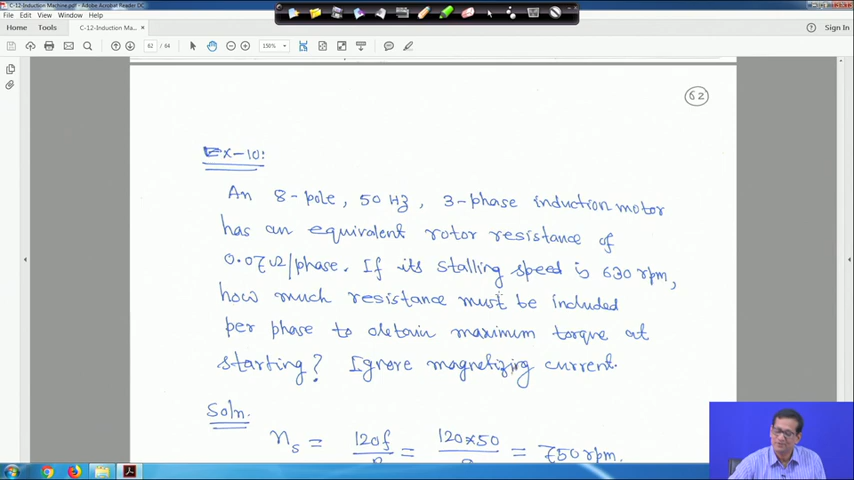 C-12-Induction Machine.pdf - Adobe Acrobat Reader DC
File Edit View Window Help
Home Tools C-12-Induction Ma... × Sign In
62 / 64 150%
62
Ex-10:
An 8-pole, 50 Hz, 3-phase induction motor
has an equivalent rotor resistance of
0.07Ω/phase. If its stalling speed is 630 rpm,
how much resistance must be included
per phase to obtain maximum torque at
starting? Ignore magnetizing current.
Soln.
ns = 120f/P = 120×50/8 = 750 rpm.